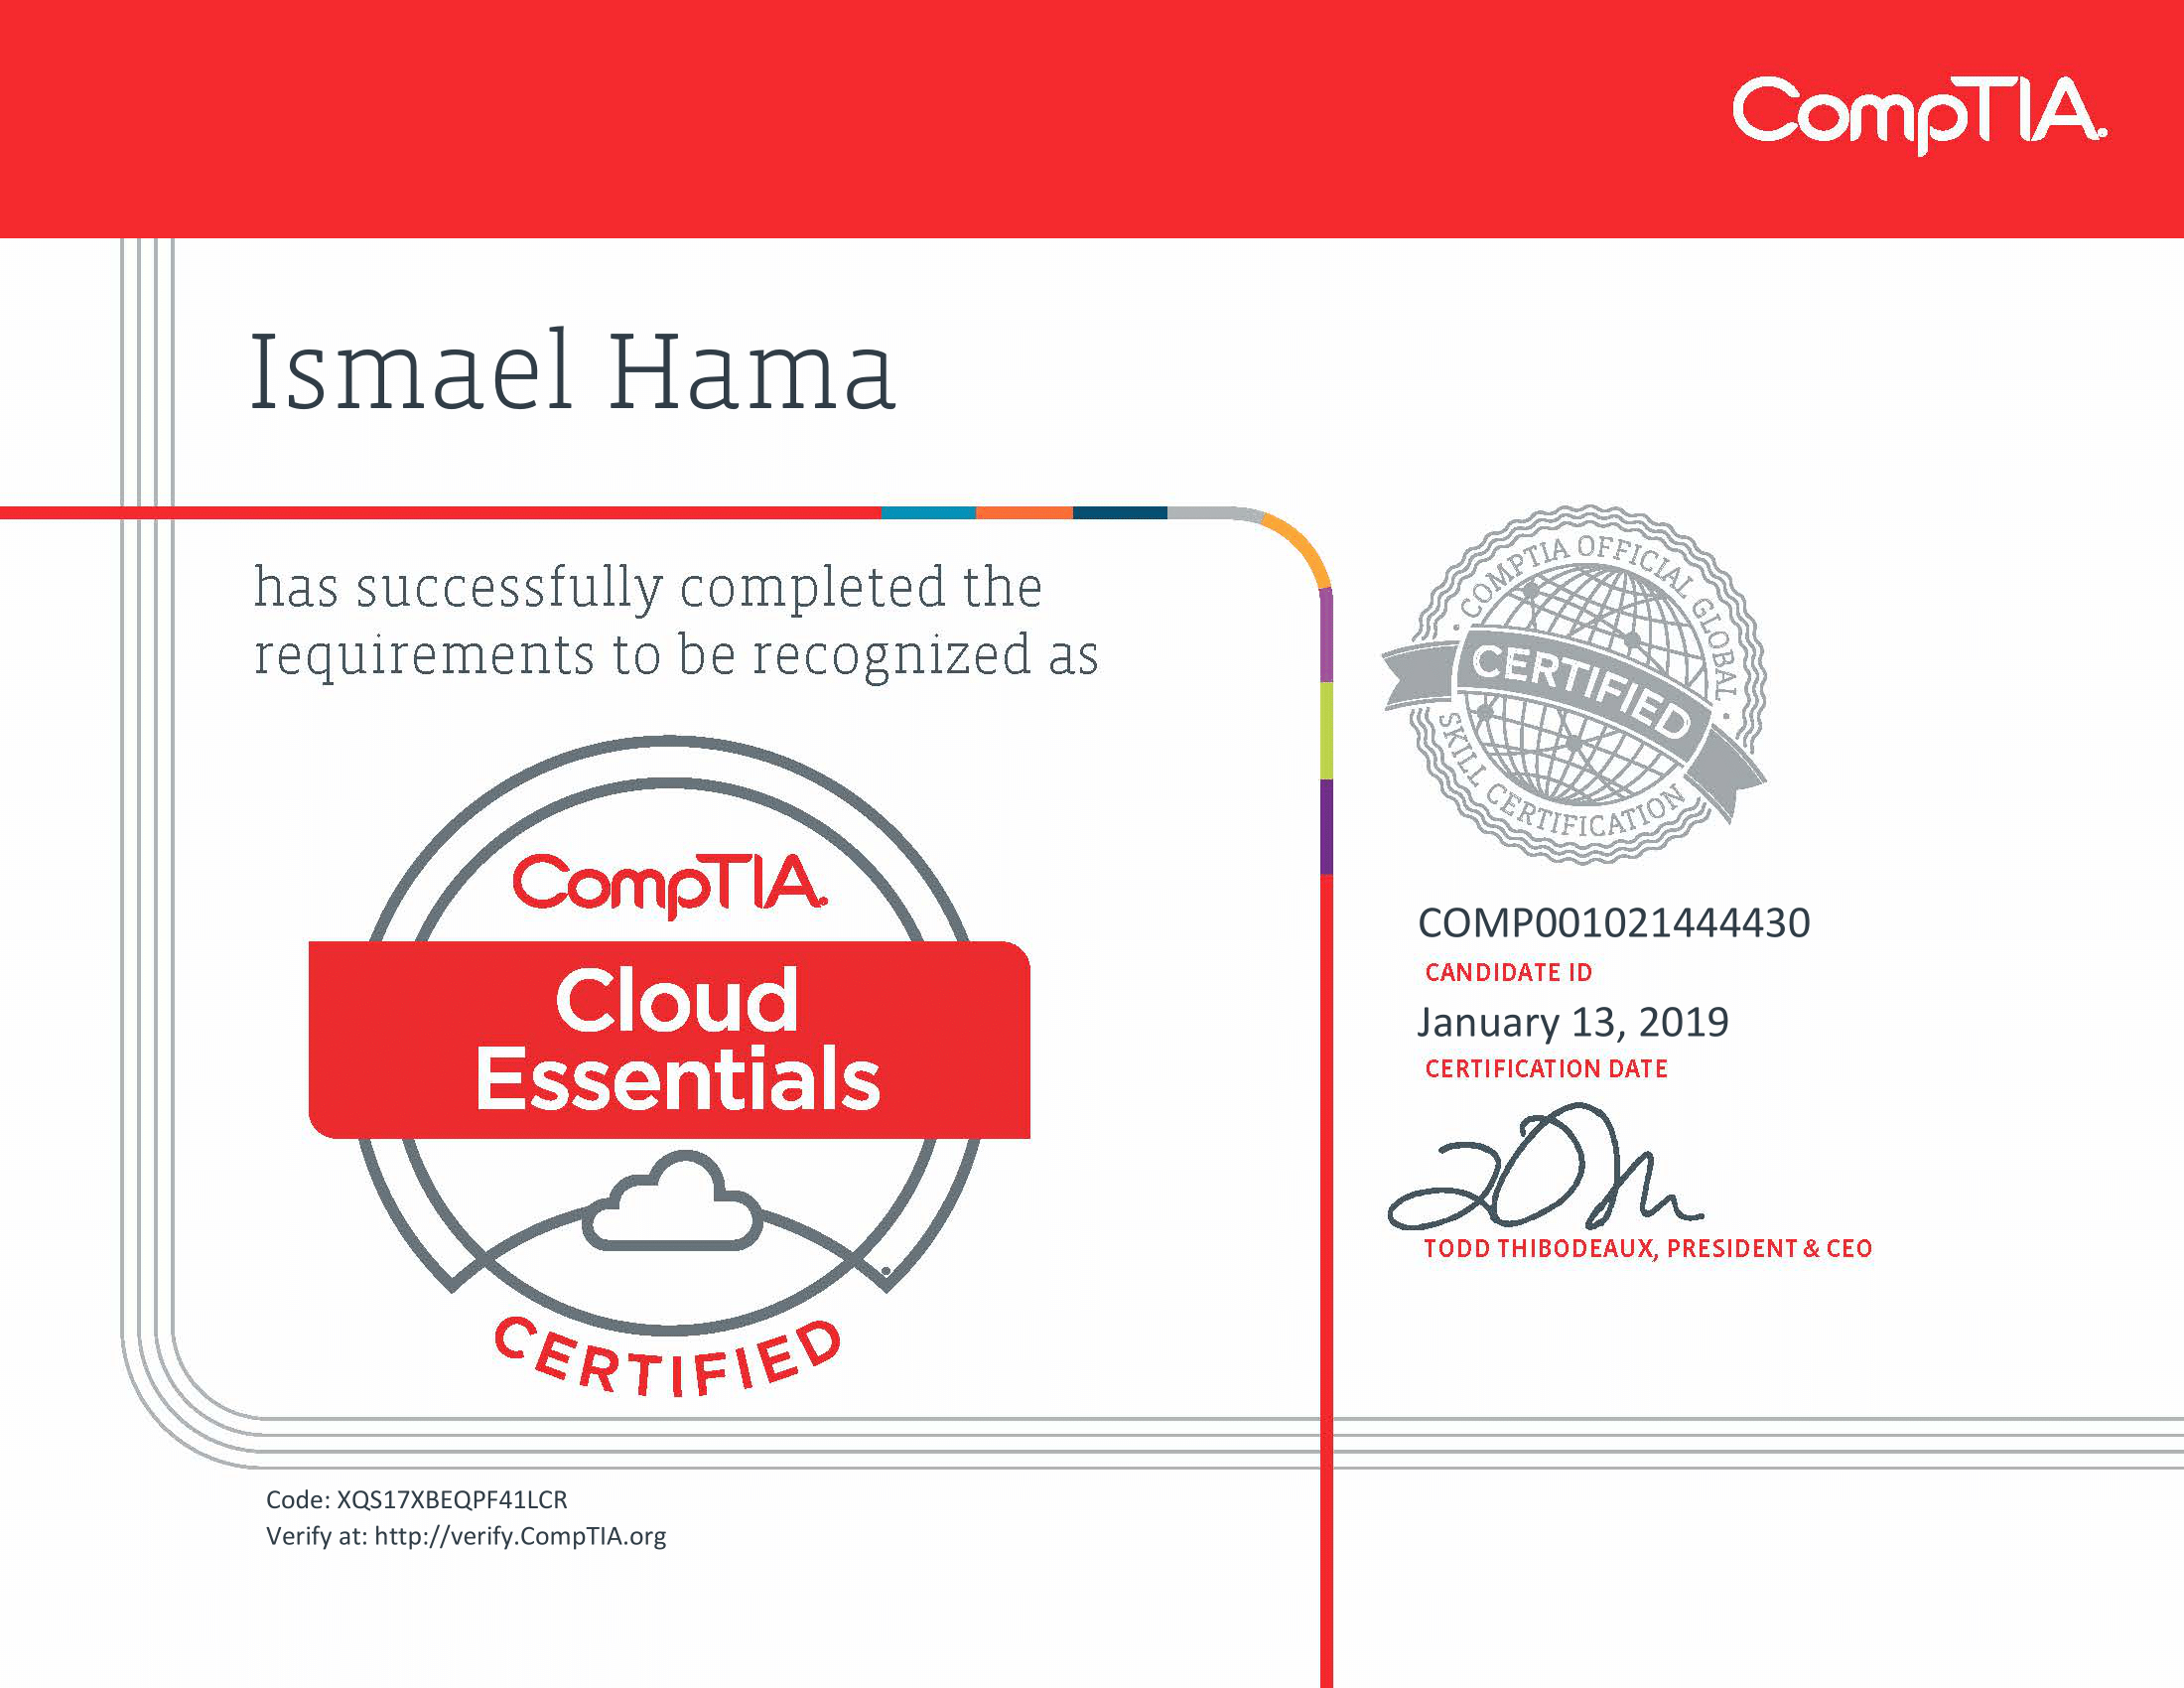 CompTIA.
Ismael Hama
has successfully completed the
requirements to be recognized as
CompTIA.
Cloud
Essentials
CERTIFIED
COMPTIA OFFICIAL GLOBAL
CERTIFIED
SKILL CERTIFICATION
COMP001021444430
CANDIDATE ID
January 13, 2019
CERTIFICATION DATE
TODD THIBODEAUX, PRESIDENT & CEO
Code: XQS17XBEQPF41LCR
Verify at: http://verify.CompTIA.org